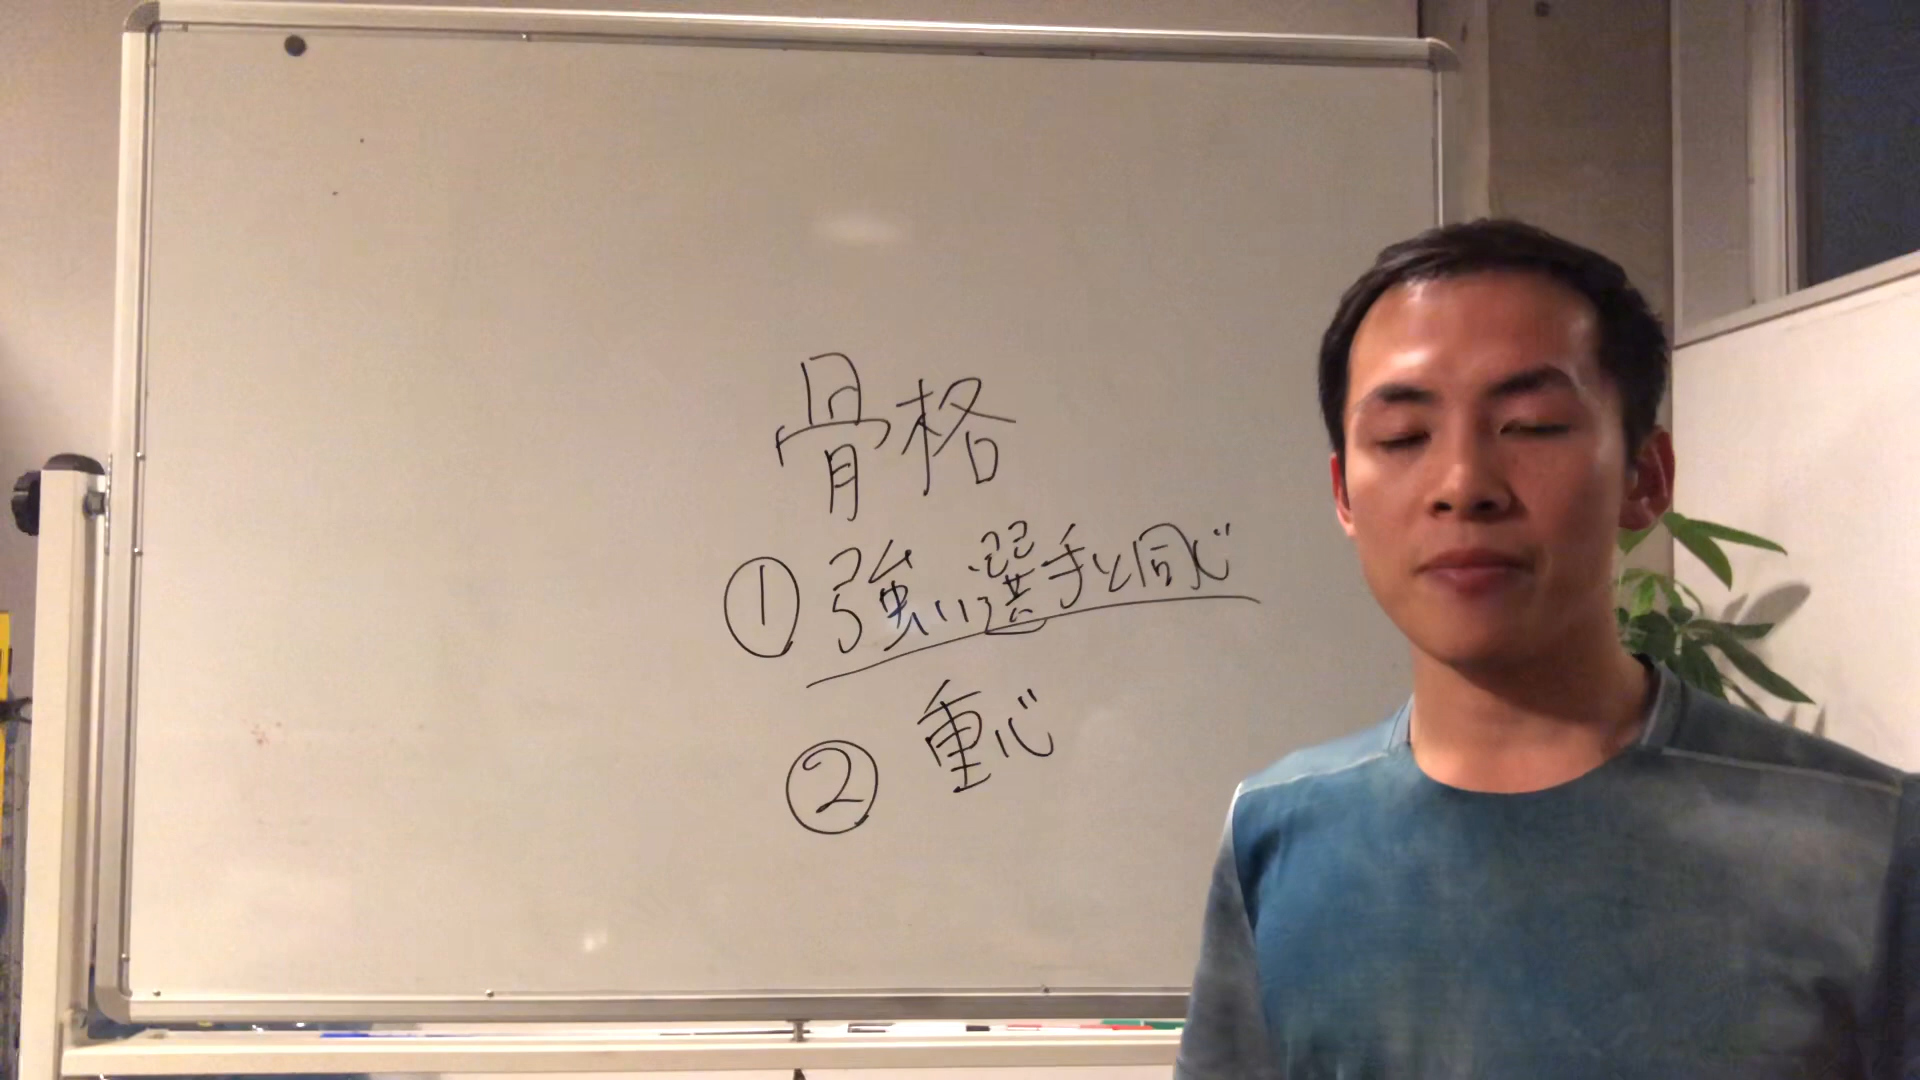 骨格
① 強い選手と同じ
② 重心